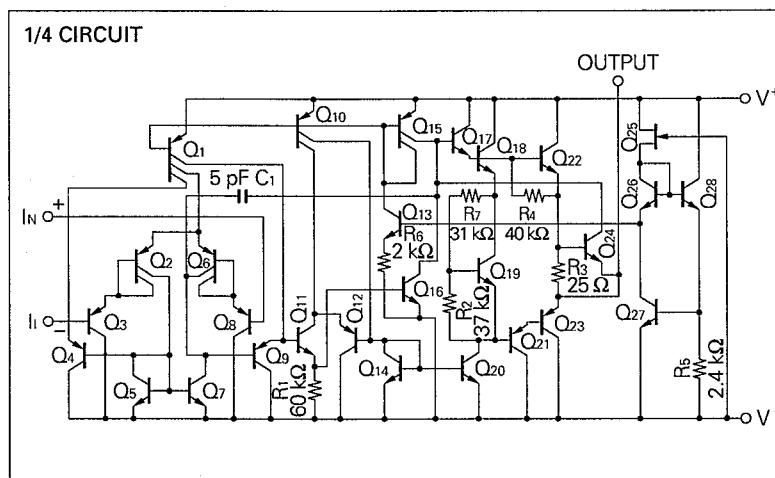 1/4 CIRCUIT
OUTPUT
V+
Q10
Q15
Q17
Q18
Q22
Q25
Q1
5 pF C1
Q13
R7
31 kΩ
R4
40 kΩ
Q26
Q28
IN +
R6
2 kΩ
Q24
Q2
Q6
Q19
R3
25 Ω
II −
Q3
Q8
Q11
Q12
Q16
R2
37 kΩ
Q4
Q9
Q21
Q23
Q27
Q5
Q7
R1
60 kΩ
Q14
Q20
R5
2.4 kΩ
V−